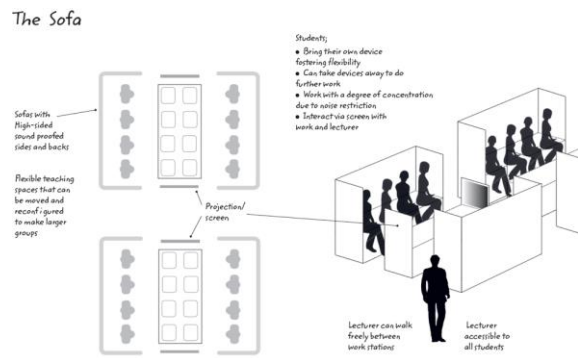 The Sofa
Students;
• Bring their own device
fostering flexibility
• Can take devices away to do
further work
• Work with a degree of concentration
due to noise restriction
• Interact via screen with
work and lecturer
Sofas with
High-sided
sound proofed
sides and backs
Flexible teaching
spaces that can
be moved and
reconfigured
to make larger
groups
Projection/
screen
Lecturer can walk
freely between
work stations
Lecturer
accessible to
all students